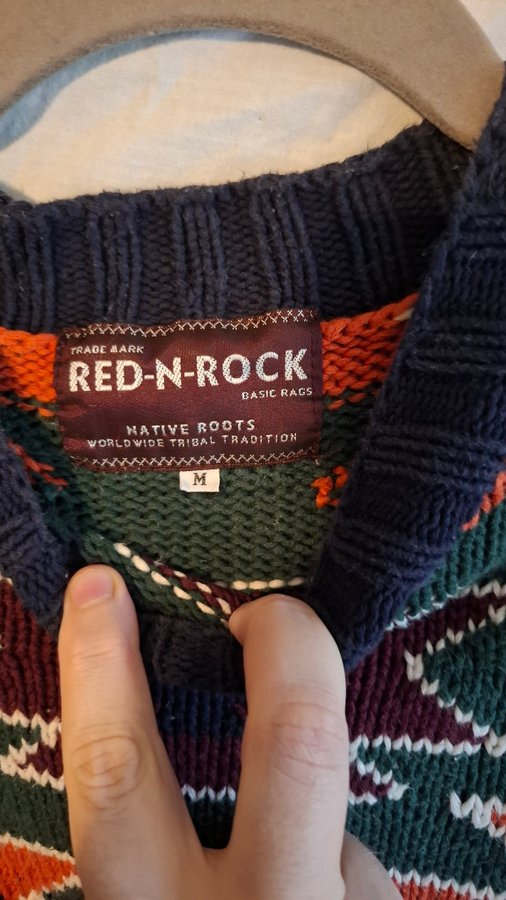 TRADE MARK
RED-N-ROCK
BASIC RAGS
NATIVE ROOTS
WORLDWIDE TRIBAL TRADITION
M